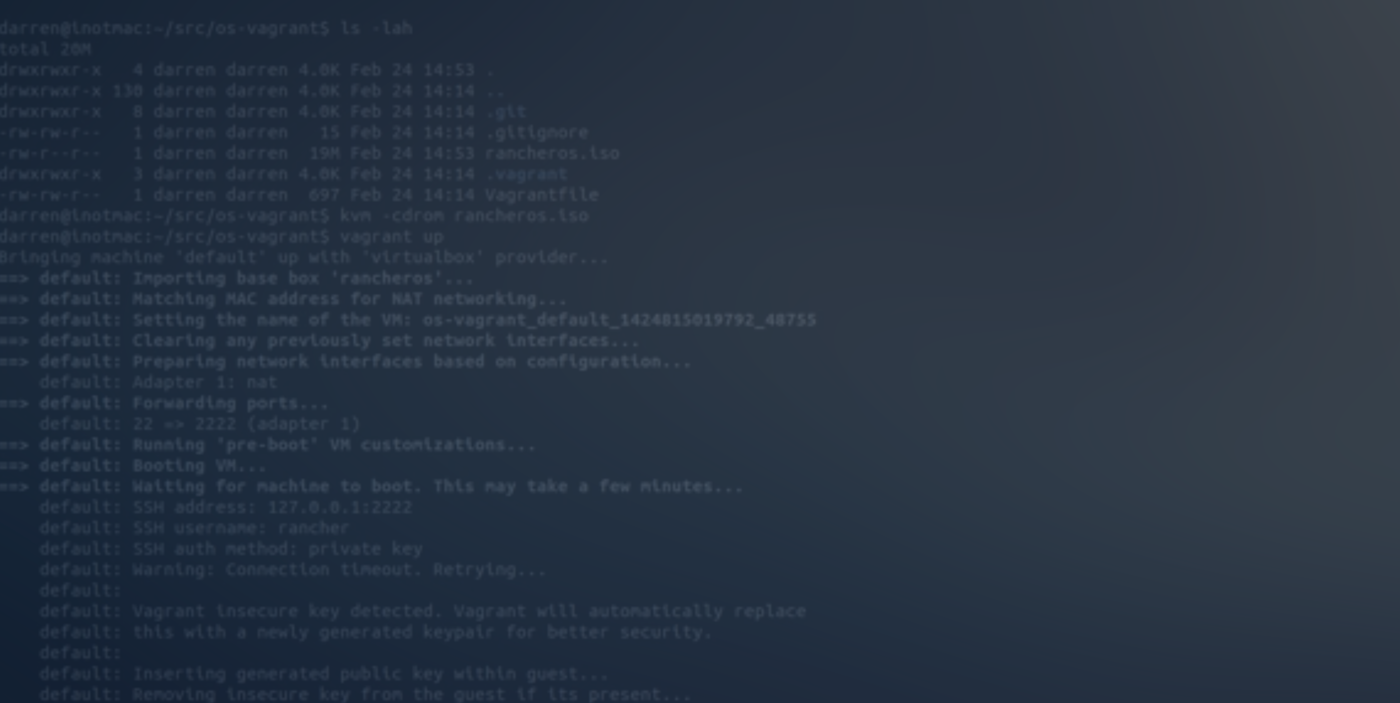 darren@inotmac:~/src/os-vagrant$ ls -lah
total 20M
drwxrwxr-x   4 darren darren 4.0K Feb 24 14:53 .
drwxrwxr-x 130 darren darren 4.0K Feb 24 14:14 ..
drwxrwxr-x   8 darren darren 4.0K Feb 24 14:14 .git
-rw-rw-r--   1 darren darren   15 Feb 24 14:14 .gitignore
-rw-r--r--   1 darren darren  19M Feb 24 14:53 rancheros.iso
drwxrwxr-x   3 darren darren 4.0K Feb 24 14:14 .vagrant
-rw-rw-r--   1 darren darren  697 Feb 24 14:14 Vagrantfile
darren@inotmac:~/src/os-vagrant$ kvm -cdrom rancheros.iso
darren@inotmac:~/src/os-vagrant$ vagrant up
Bringing machine 'default' up with 'virtualbox' provider...
==> default: Importing base box 'rancheros'...
==> default: Matching MAC address for NAT networking...
==> default: Setting the name of the VM: os-vagrant_default_1424815019792_48755
==> default: Clearing any previously set network interfaces...
==> default: Preparing network interfaces based on configuration...
    default: Adapter 1: nat
==> default: Forwarding ports...
    default: 22 => 2222 (adapter 1)
==> default: Running 'pre-boot' VM customizations...
==> default: Booting VM...
==> default: Waiting for machine to boot. This may take a few minutes...
    default: SSH address: 127.0.0.1:2222
    default: SSH username: rancher
    default: SSH auth method: private key
    default: Warning: Connection timeout. Retrying...
    default:
    default: Vagrant insecure key detected. Vagrant will automatically replace
    default: this with a newly generated keypair for better security.
    default:
    default: Inserting generated public key within guest...
    default: Removing insecure key from the guest if its present...